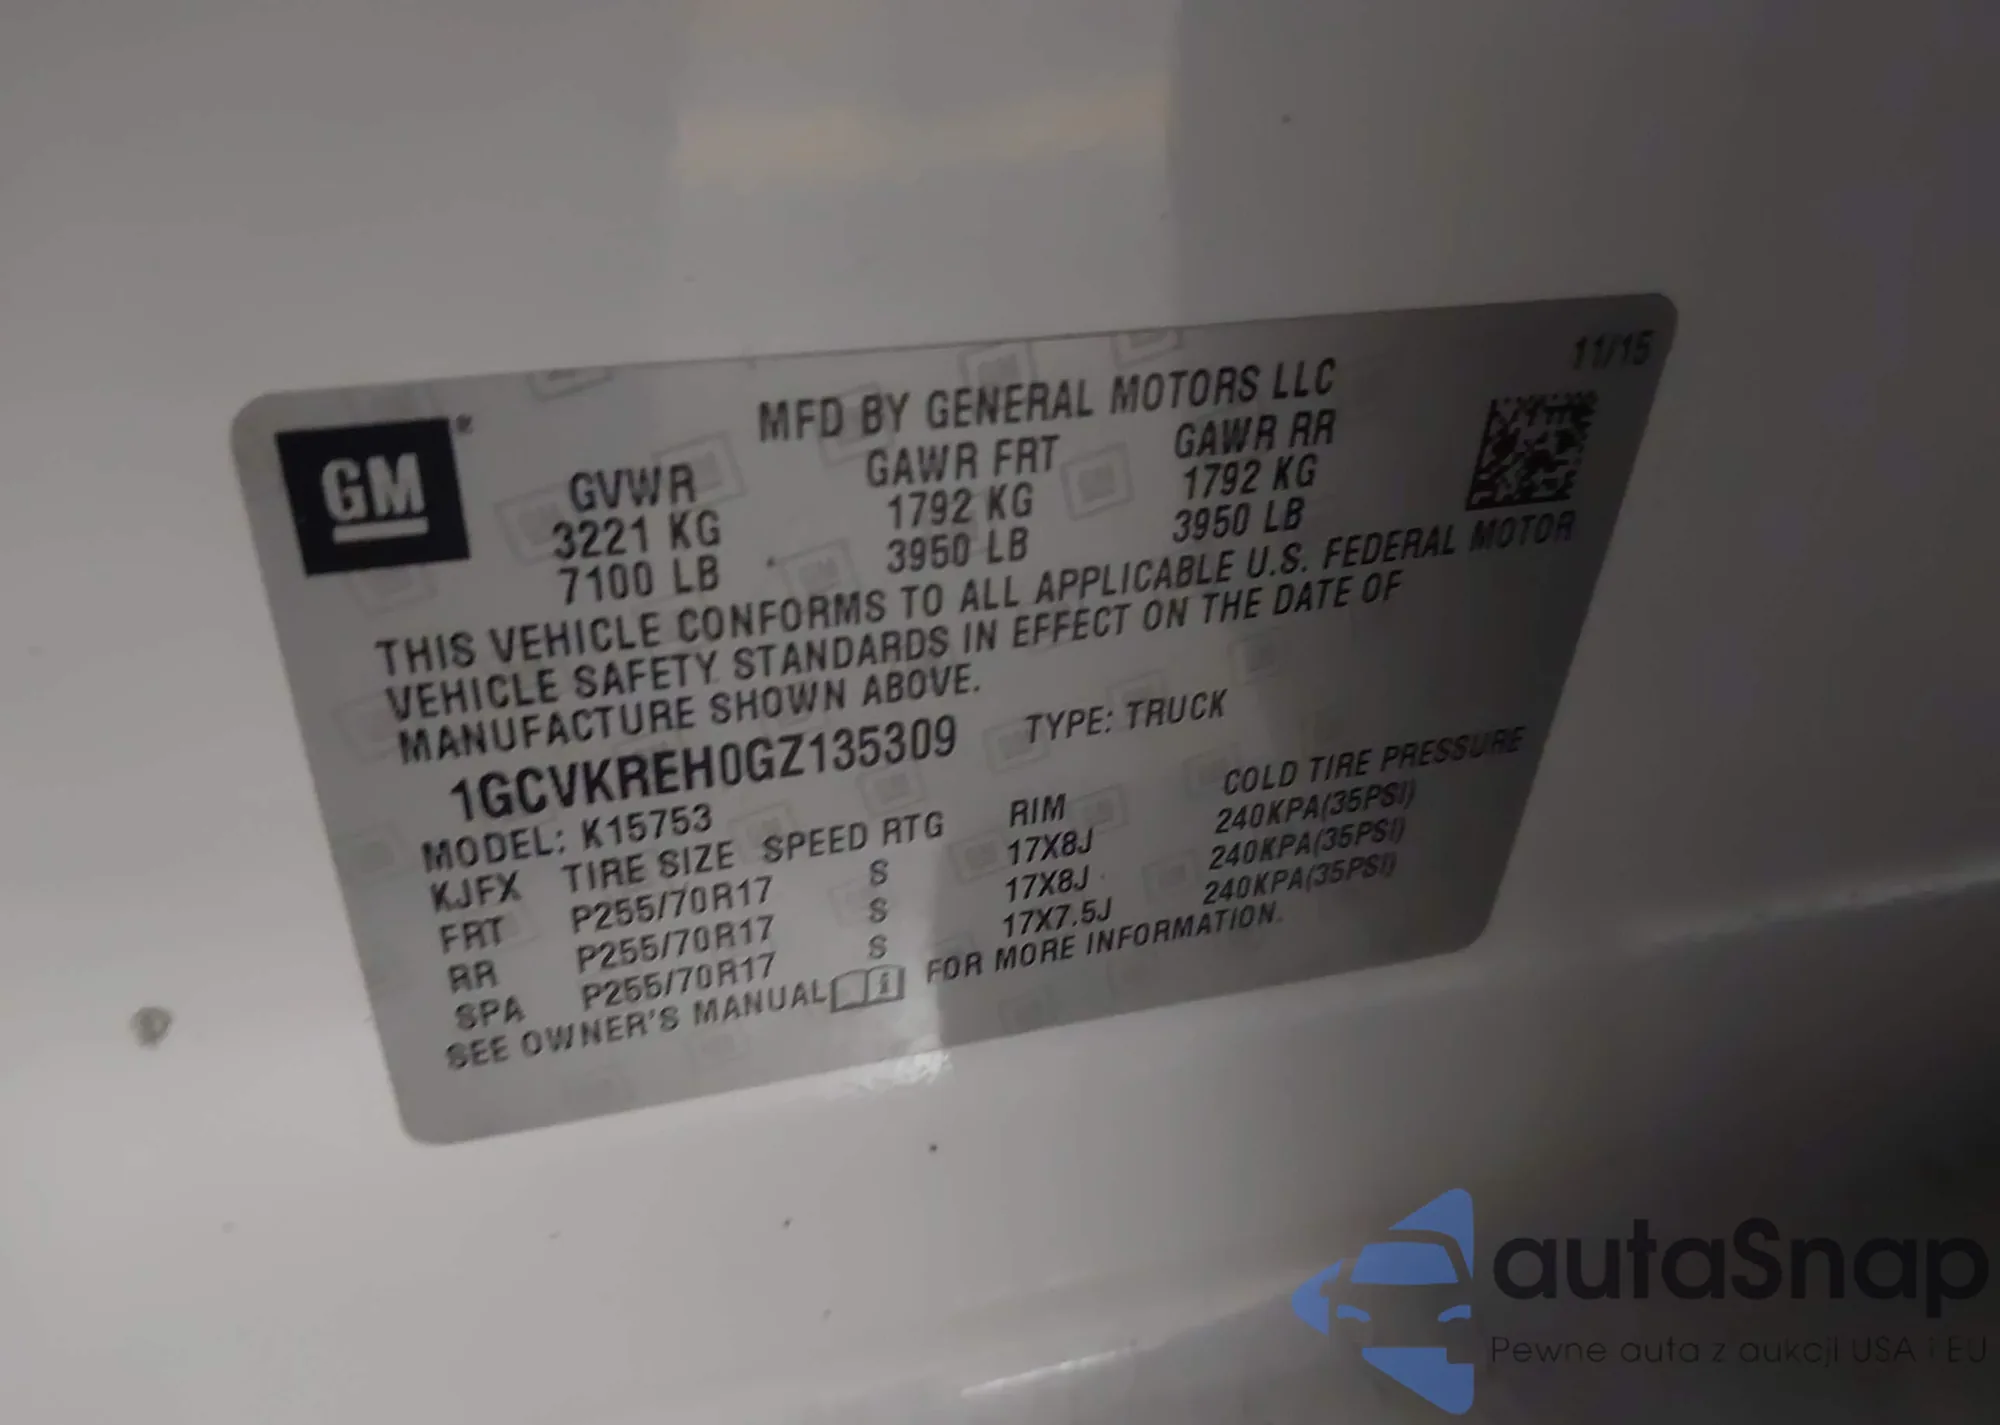 11/15
MFD BY GENERAL MOTORS LLC
GM ®
GVWR GAWR FRT GAWR RR
3221 KG 1792 KG 1792 KG
7100 LB 3950 LB 3950 LB
THIS VEHICLE CONFORMS TO ALL APPLICABLE U.S. FEDERAL MOTOR
VEHICLE SAFETY STANDARDS IN EFFECT ON THE DATE OF
MANUFACTURE SHOWN ABOVE.
1GCVKREH0GZ135309 TYPE: TRUCK
MODEL: K15753
KJFX TIRE SIZE SPEED RTG RIM COLD TIRE PRESSURE
FRT P255/70R17 S 17X8J 240KPA(35PSI)
RR P255/70R17 S 17X8J 240KPA(35PSI)
SPA P255/70R17 S 17X7.5J 240KPA(35PSI)
SEE OWNER'S MANUAL FOR MORE INFORMATION.
autaSnap
Pewne auta z aukcji USA i EU